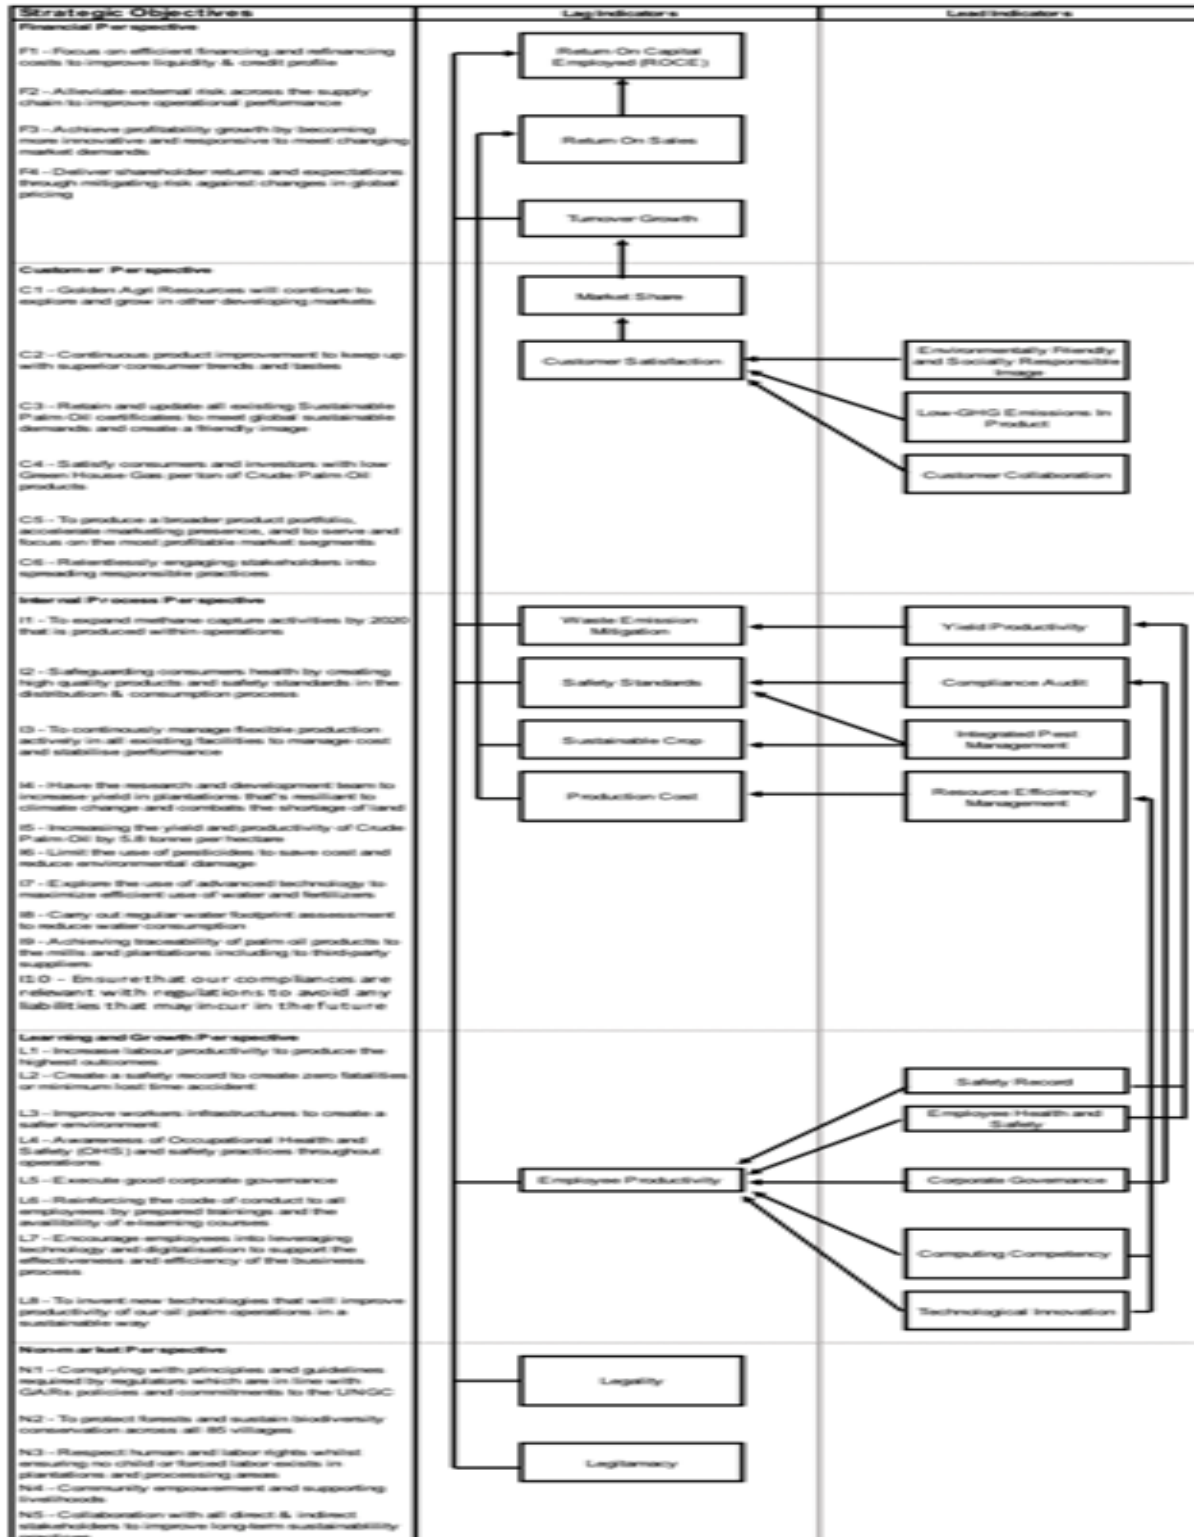 Strategic Objectives
Lag Indicators
Lead Indicators
Financial Perspective
F1 - Focus on efficient financing and refinancing
costs to improve liquidity & credit profile
F2 - Alleviate external risk across the supply
chain to improve operational performance
F3 - Achieve profitability growth by becoming
more innovative and responsive to meet changing
market demands
F4 - Deliver shareholder returns and expectations
through mitigating risk against changes in global
pricing
Return On Capital
Employed (ROCE)
Return On Sales
Turnover Growth
Customer Perspective
C1 - Golden Agri Resources will continue to
explore and grow in other developing markets
C2 - Continuous product improvement to keep up
with superior consumer trends and tastes
C3 - Retain and update all existing Sustainable
Palm Oil certificates to meet global sustainable
demands and create a friendly image
C4 - Satisfy consumers and investors with low
Green House Gas per ton of Crude Palm Oil
products
C5 - To produce a broader product portfolio,
accelerate marketing presence, and to serve and
focus on the most profitable market segments
C6 - Relentlessly engaging stakeholders into
spreading responsible practices
Market Share
Customer Satisfaction
Environmentally Friendly
and Socially Responsible
Image
Low-GHG Emissions In
Product
Customer Collaboration
Internal Process Perspective
I1 - To expand methane capture activities by 2020
that is produced within operations
I2 - Safeguarding consumers health by creating
high quality products and safety standards in the
distribution & consumption process
I3 - To continously manage flexible production
actively in all existing facilities to manage cost
and stabilise performance
I4 - Have the research and development team to
increase yield in plantations that's resiliant to
climate change and combats the shortage of land
I5 - Increasing the yield and productivity of Crude
Palm Oil by 5.8 tonne per hectare
I6 - Limit the use of pesticides to save cost and
reduce environmental damage
I7 - Explore the use of advanced technology to
maximize efficient use of water and fertilizers
I8 - Carry out regular water footprint assessment
to reduce water consumption
I9 - Achieving traceability of palm oil products to
the mills and plantations including to third-party
suppliers
I10 - Ensure that our compliances are
relevant with regulations to avoid any
liabilities that may incur in the future
Waste Emission
Mitigation
Yield Productivity
Safety Standards
Compliance Audit
Sustainable Crop
Integrated Pest
Management
Production Cost
Resource Efficiency
Management
Learning and Growth Perspective
L1 - Increase labour productivity to produce the
highest outcomes
L2 - Create a safety record to create zero fatalities
or minimum lost time accident
L3 - Improve workers infrastructures to create a
safer environment
L4 - Awareness of Occupational Health and
Safety (OHS) and safety practices throughout
operations
L5 - Execute good corporate governance
L6 - Reinforcing the code of conduct to all
employees by prepared trainings and the
availibility of e-learning courses
L7 - Encourage employees into leveraging
technology and digitalisation to support the
effectiveness and efficiency of the business
process
L8 - To invent new technologies that will improve
productivity of our oil palm operations in a
sustainable way
Employee Productivity
Safety Record
Employee Health and
Safety
Corporate Governance
Computing Competency
Technological Innovation
Non-market Perspective
N1 - Complying with principles and guidelines
required by regulators which are in line with
GARs policies and commitments to the UNGC
N2 - To protect forests and sustain biodiversity
conservation across all 85 villages
N3 - Respect human and labor rights whilst
ensuring no child or forced labor exists in
plantations and processing areas
N4 - Community empowerment and supporting
livelihoods
N5 - Collaboration with all direct & indirect
stakeholders to improve long-term sustainability
Legality
Legitamacy